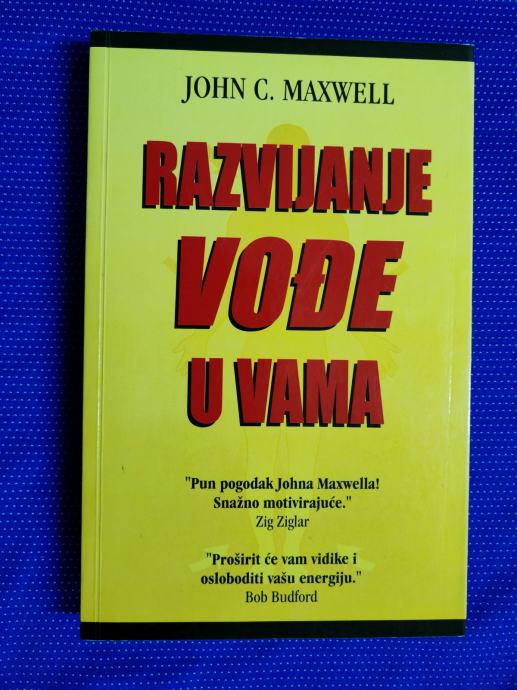 JOHN C. MAXWELL
RAZVIJANJE
VOĐE
U VAMA
"Pun pogodak Johna Maxwella!
Snažno motivirajuće."
Zig Ziglar
"Proširit će vam vidike i
osloboditi vašu energiju."
Bob Budford